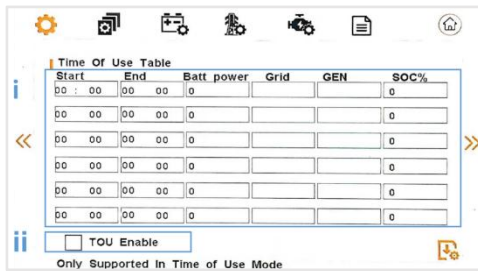 Time Of Use Table
Start End Batt power Grid GEN SOC%
i
00 : 00 00 00 0 0
00 00 00 00 0 0
00 00 00 00 0 0
00 00 00 00 0 0
00 00 00 00 0 0
00 00 00 00 0 0
ii
TOU Enable
Only Supported In Time of Use Mode